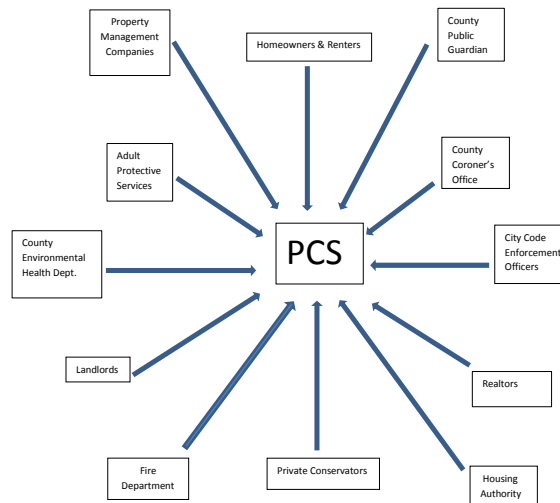 Property
Management
Companies
Homeowners & Renters
County
Public
Guardian
Adult
Protective
Services
County
Coroner's
Office
PCS
County
Environmental
Health Dept.
City Code
Enforcement
Officers
Landlords
Realtors
Fire
Department
Private Conservators
Housing
Authority